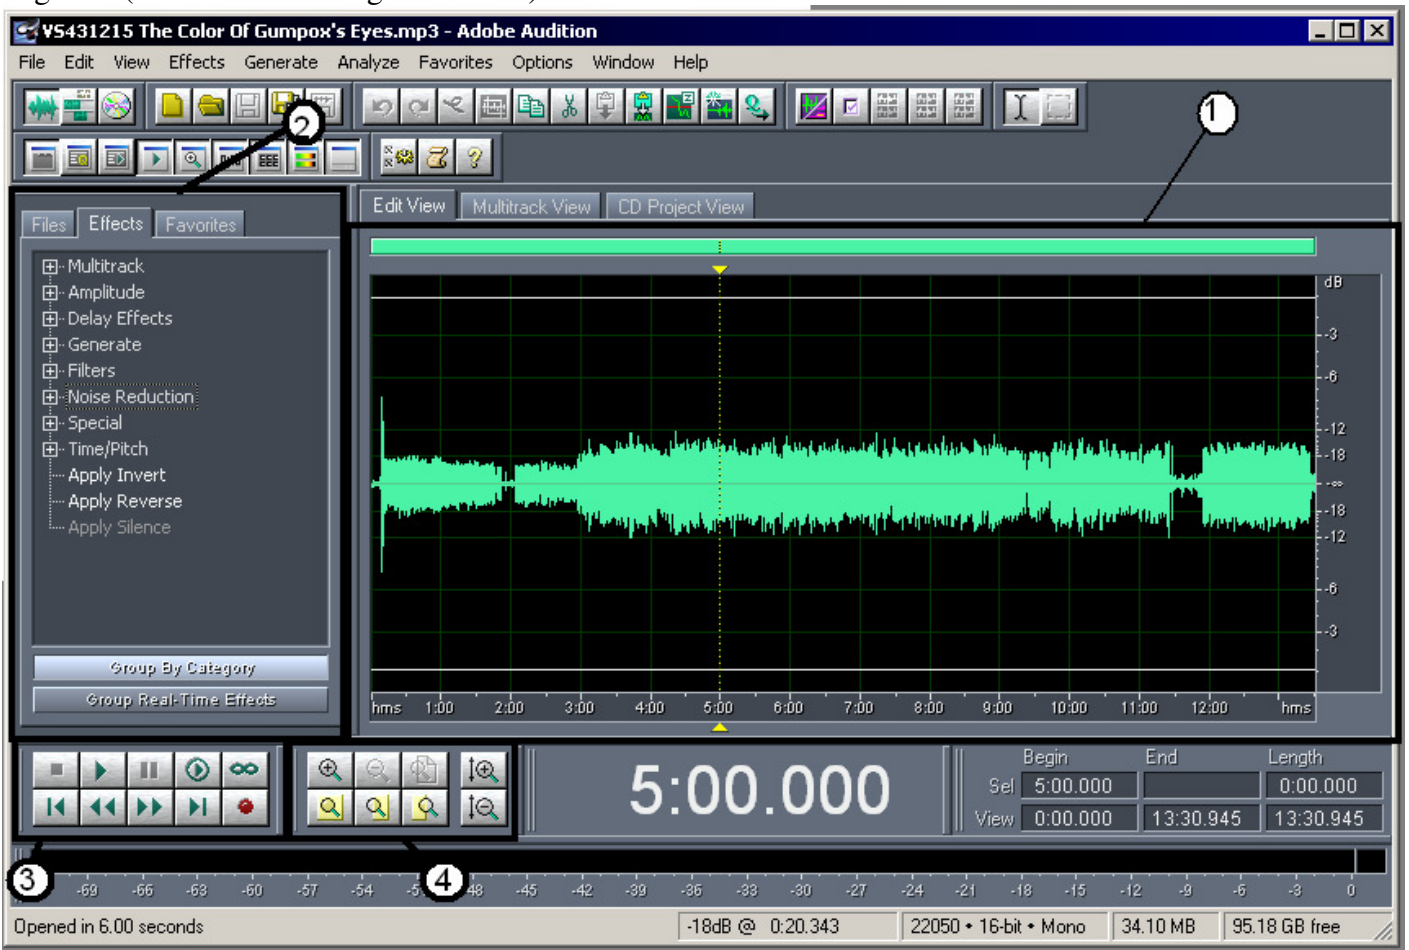 VS431215 The Color Of Gumpox's Eyes.mp3 - Adobe Audition
File Edit View Effects Generate Analyze Favorites Options Window Help
1
2
Edit View Multitrack View CD Project View
Files Effects Favorites
Multitrack
Amplitude
Delay Effects
Generate
Filters
Noise Reduction
Special
Time/Pitch
Apply Invert
Apply Reverse
Apply Silence
Group By Category
Group Real-Time Effects
dB
-3
-6
-12
-18
-∞
-18
-12
-6
-3
hms 1:00 2:00 3:00 4:00 5:00 6:00 7:00 8:00 9:00 10:00 11:00 12:00 hms
5:00.000
Begin End Length
Sel 5:00.000 0:00.000
View 0:00.000 13:30.945 13:30.945
3
4
-69 -66 -63 -60 -57 -54 -48 -45 -42 -39 -36 -33 -30 -27 -24 -21 -18 -15 -12 -9 -6 -3 0
Opened in 6.00 seconds
-18dB @ 0:20.343
22050 • 16-bit • Mono
34.10 MB
95.18 GB free